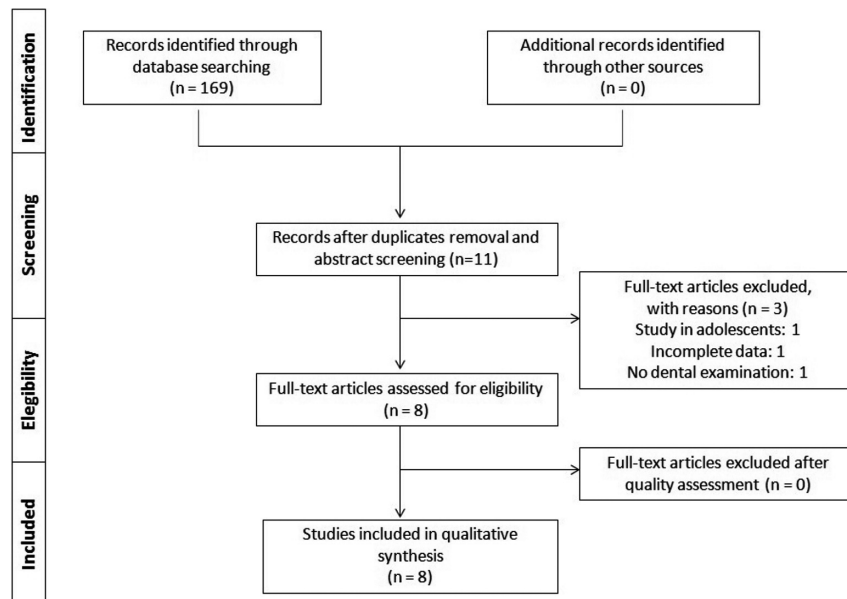 Identification
Records identified through
database searching
(n = 169)
Additional records identified
through other sources
(n = 0)
Screening
Records after duplicates removal and
abstract screening (n=11)
Full-text articles excluded,
with reasons (n = 3)
Study in adolescents: 1
Incomplete data: 1
No dental examination: 1
Elegibility
Full-text articles assessed for eligibility
(n = 8)
Full-text articles excluded after
quality assessment (n = 0)
Included
Studies included in qualitative
synthesis
(n = 8)